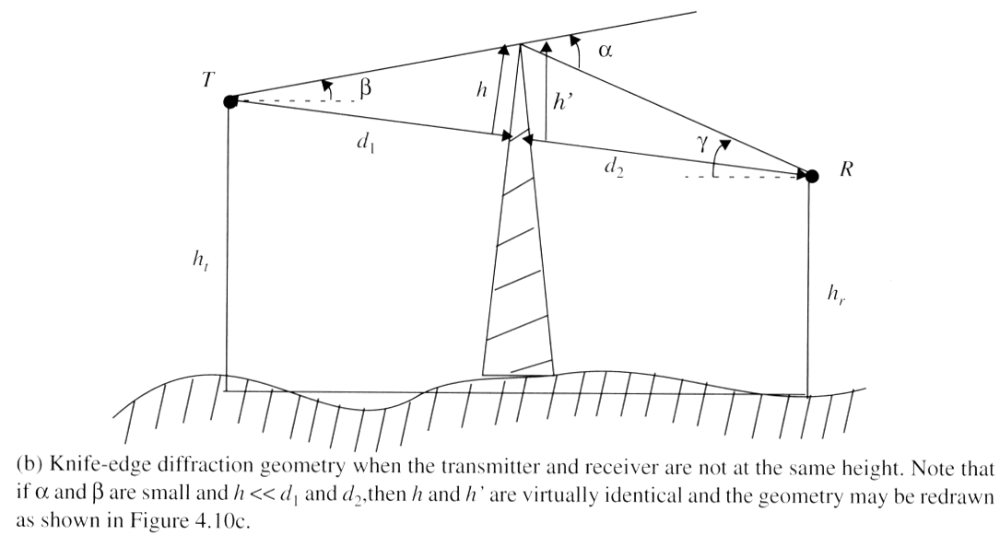 α
T
β
h
h’
d₁
γ
d₂
R
hₜ
hᵣ
(b) Knife-edge diffraction geometry when the transmitter and receiver are not at the same height. Note that
if α and β are small and h << d₁ and d₂,then h and h’ are virtually identical and the geometry may be redrawn
as shown in Figure 4.10c.